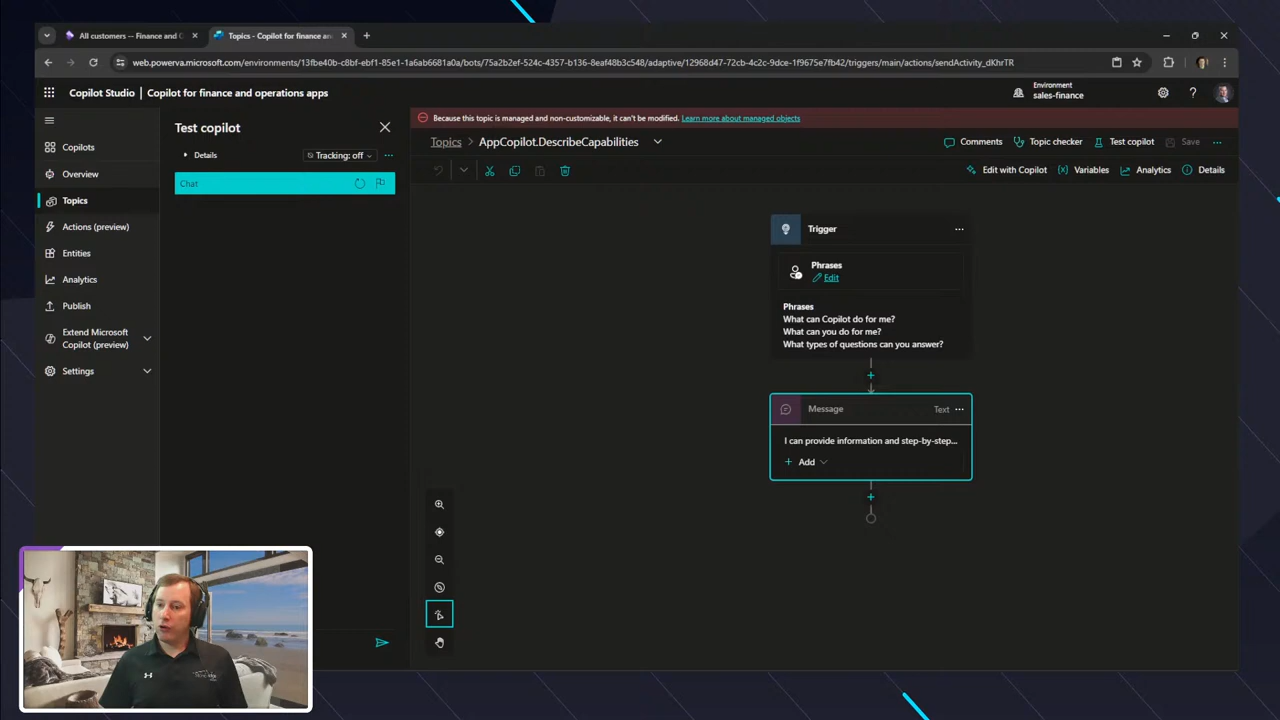 All customers -- Finance and O
Topics - Copilot for finance and
web.powerva.microsoft.com/environments/13fbe40b-c8bf-ebf1-85e1-1a6ab6681a0a/bots/75a2b2ef-524c-4357-b136-8eaf48b3c548/adaptive/12968d47-72cb-4c2c-9dce-1f9675e7fb42/triggers/main/actions/sendActivity_dKhrTR
Copilot Studio | Copilot for finance and operations apps
Environment
sales-finance
Copilots
Overview
Topics
Actions (preview)
Entities
Analytics
Publish
Extend Microsoft
Copilot (preview)
Settings
Test copilot
Details
Tracking: off
Chat
Because this topic is managed and non-customizable, it can't be modified. Learn more about managed objects
Topics > AppCopilot.DescribeCapabilities
Comments
Topic checker
Test copilot
Save
Edit with Copilot
Variables
Analytics
Details
Trigger
Phrases
Edit
Phrases
What can Copilot do for me?
What can you do for me?
What types of questions can you answer?
Message
Text
I can provide information and step-by-step...
Add